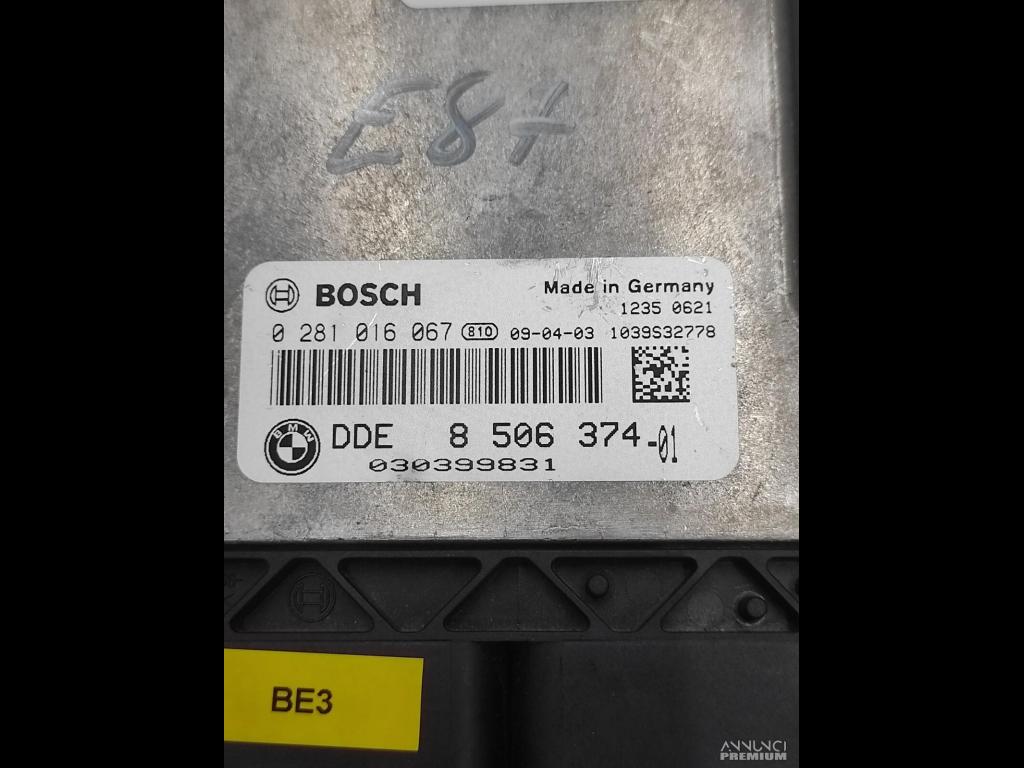 E87
BOSCH
Made in Germany
1235 0621
0 281 016 067 810 09-04-03 1039S32778
BMW
DDE 8 506 374-01
030399831
BE3
ANNUNCI
PREMIUM